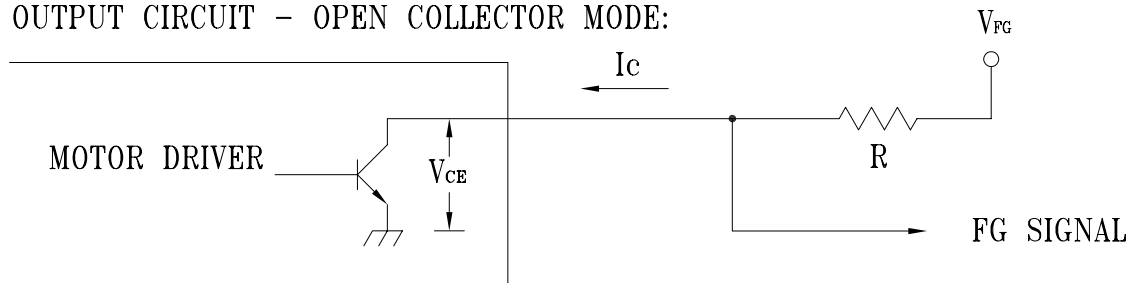 OUTPUT CIRCUIT - OPEN COLLECTOR MODE:
VFG
Ic
MOTOR DRIVER
VCE
R
FG SIGNAL